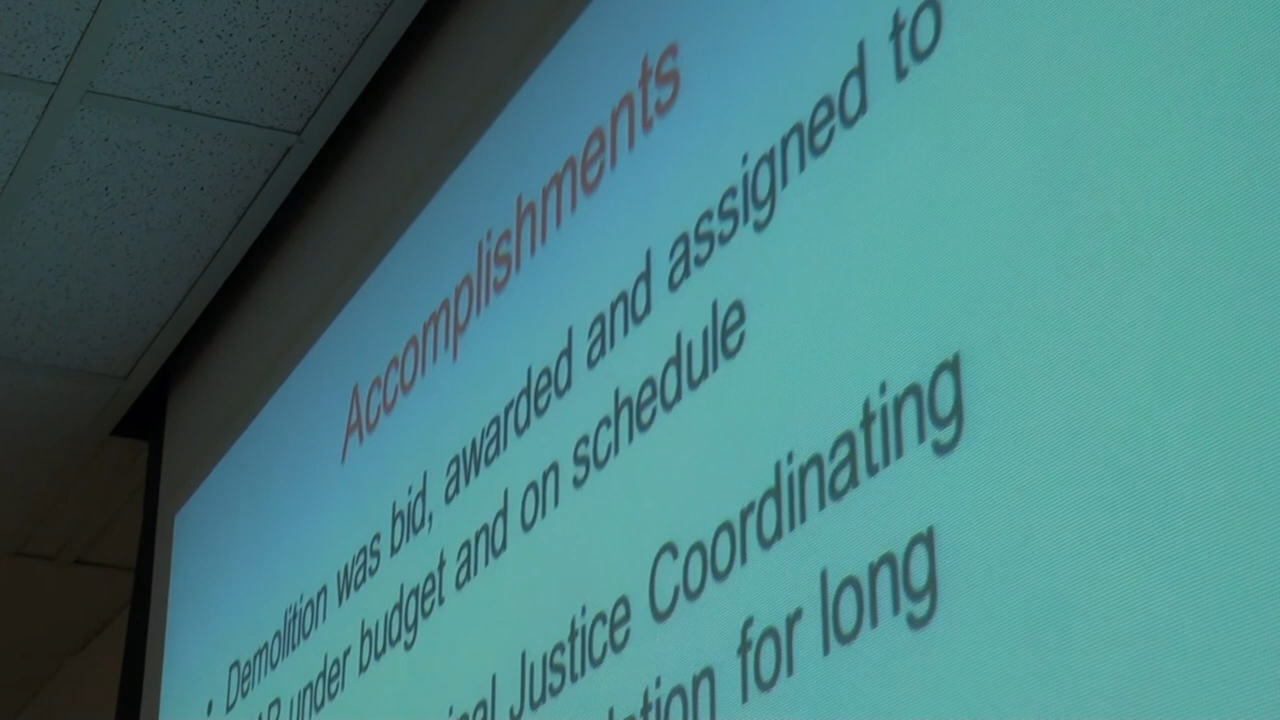 Accomplishments
• Demolition was bid, awarded and assigned to
under budget and on schedule
Justice Coordinating
for long